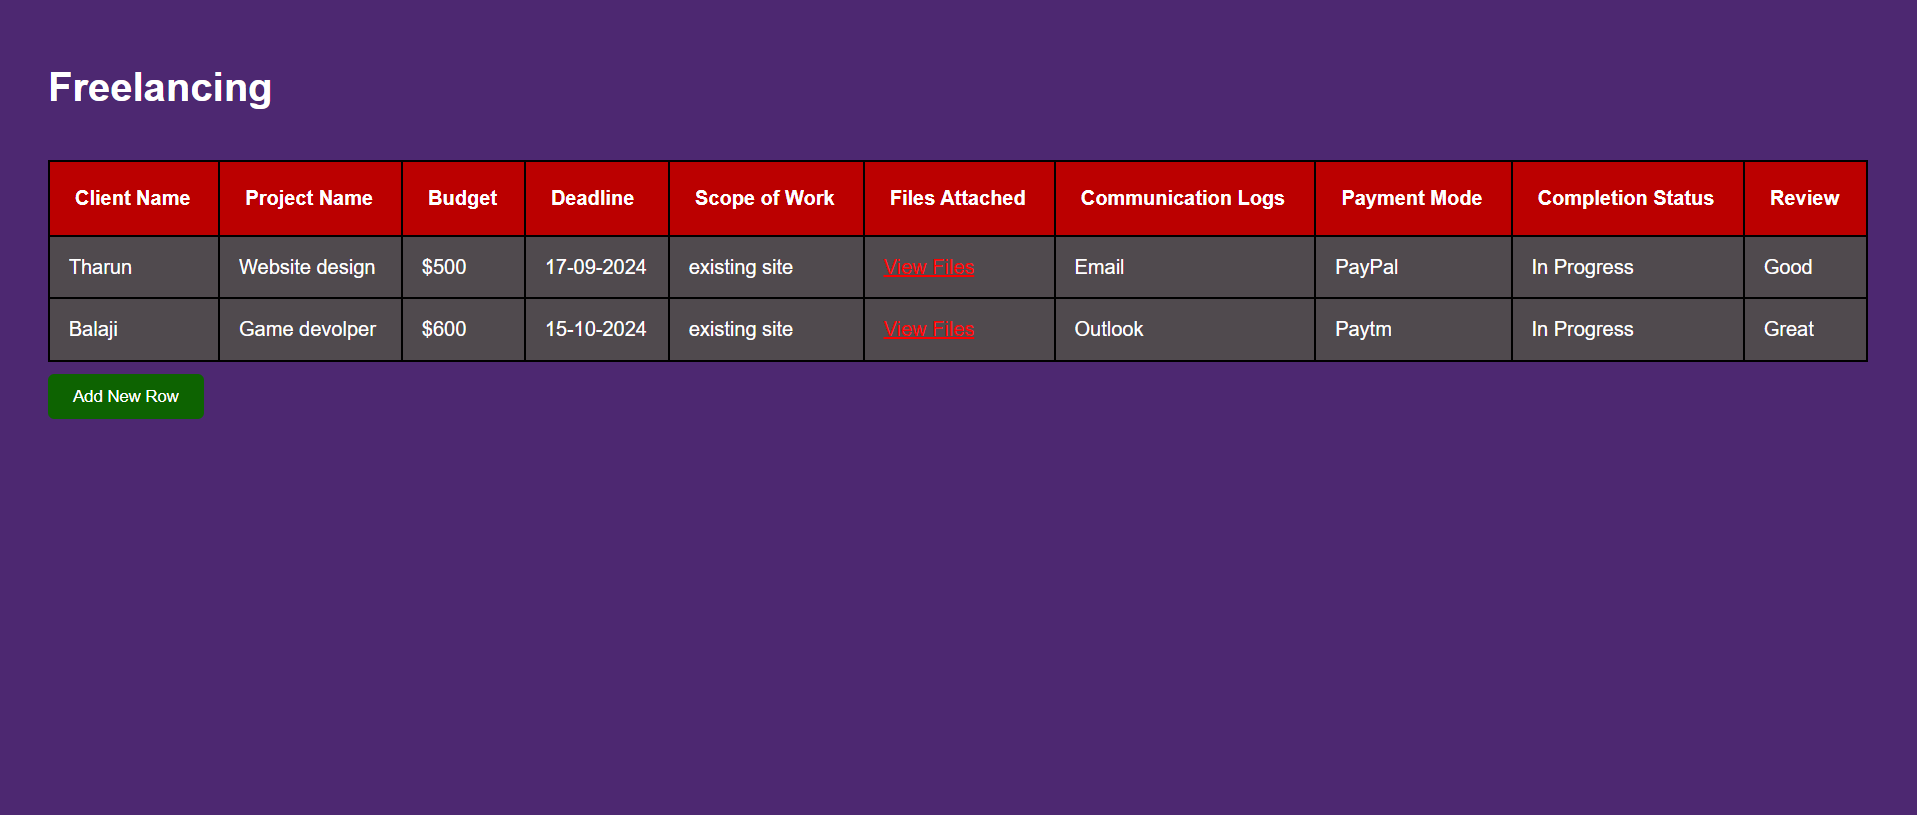 Freelancing
Client Name Project Name Budget Deadline Scope of Work Files Attached Communication Logs Payment Mode Completion Status Review
Tharun Website design $500 17-09-2024 existing site View Files Email PayPal In Progress Good
Balaji Game devolper $600 15-10-2024 existing site View Files Outlook Paytm In Progress Great
Add New Row